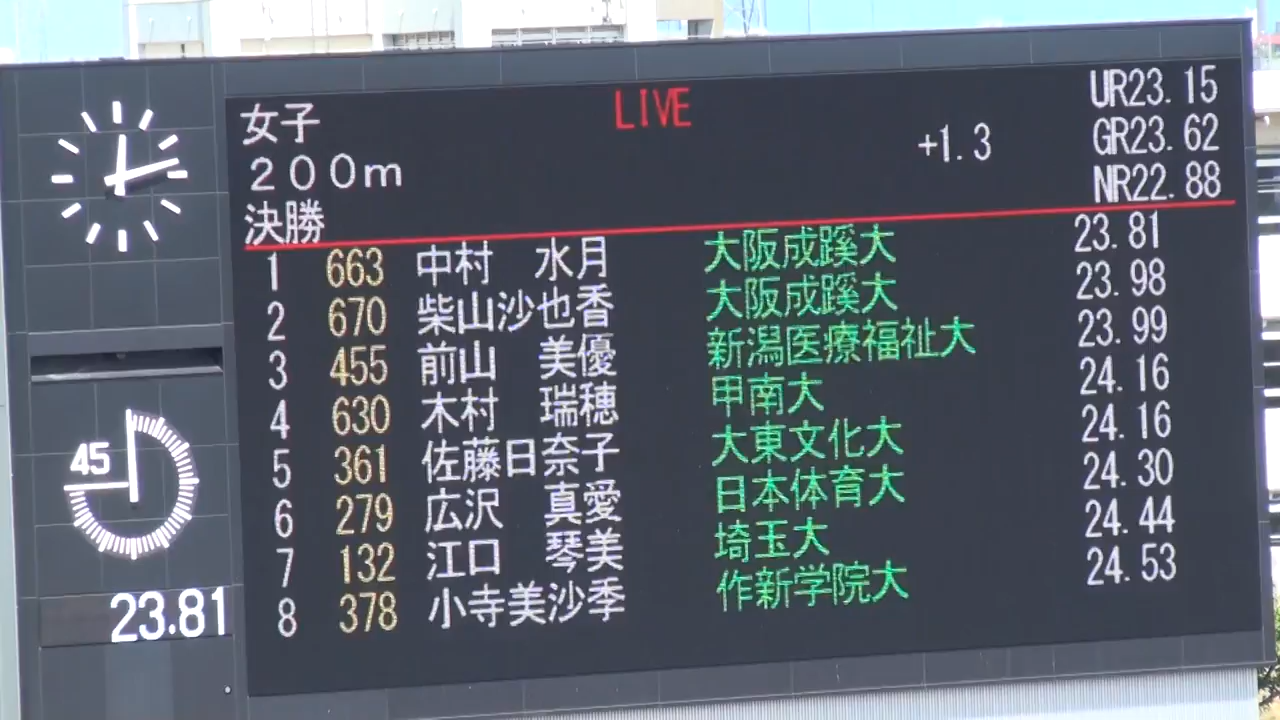 女子
LIVE
UR23.15
200m
+1.3
GR23.62
決勝
NR22.88
1 663 中村 水月 大阪成蹊大 23.81
2 670 柴山沙也香 大阪成蹊大 23.98
3 455 前山 美優 新潟医療福祉大 23.99
4 630 木村 瑞穂 甲南大 24.16
5 361 佐藤日奈子 大東文化大 24.16
6 279 広沢 真愛 日本体育大 24.30
7 132 江口 琴美 埼玉大 24.44
8 378 小寺美沙季 作新学院大 24.53
45
23.81